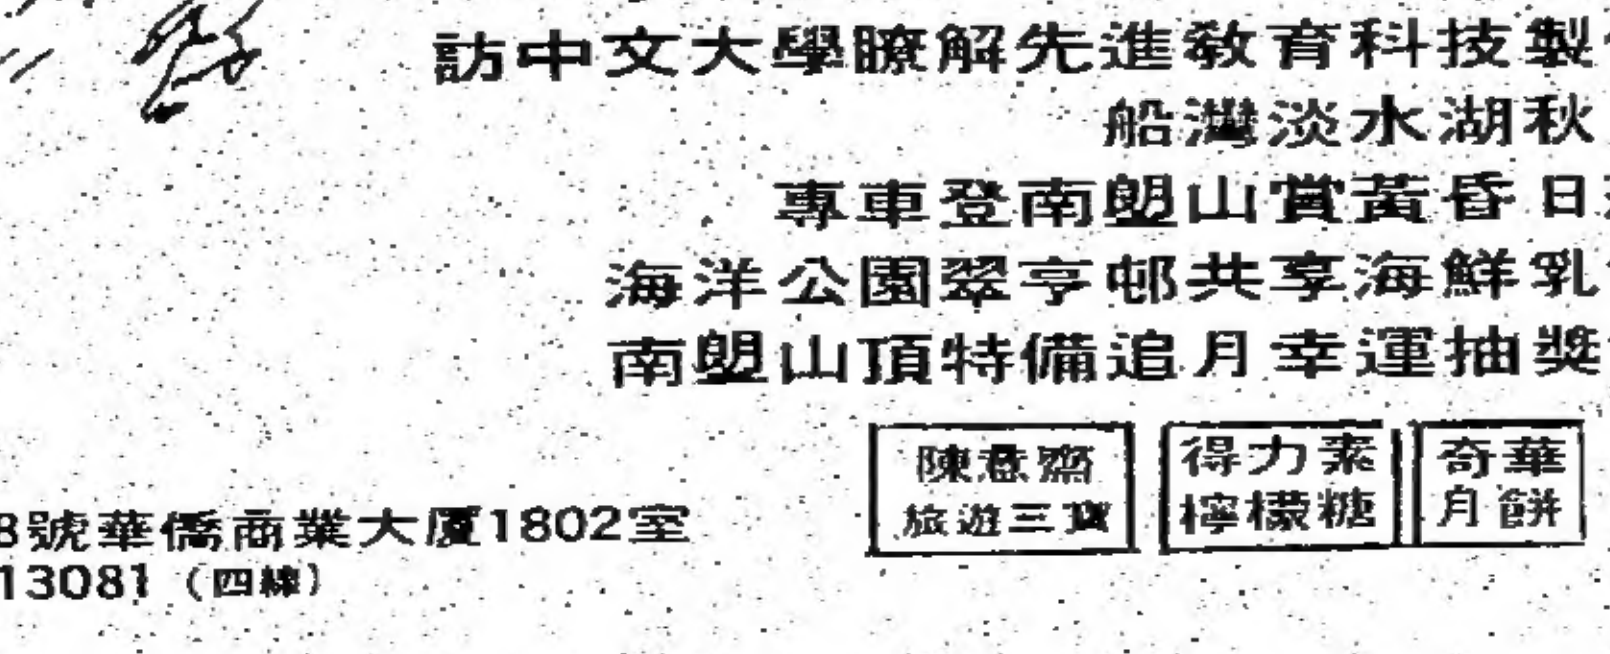 訪中文大學瞭解先進教育科技製
船灣淡水湖秋
專車登南塱山賞黃昏日
海洋公園翠亨邨共享海鮮乳
南塱山頂特備追月幸運抽獎
陳意齋
旅遊三寶
得力素
檸檬糖
奇華
月餅
8號華僑商業大厦1802室
13081（四線）